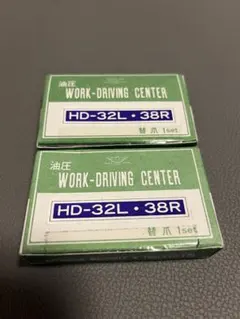 油圧
WORK-DRIVING CENTER
HD-32L・38R
替爪 1set
油圧
WORK-DRIVING CENTER
HD-32L・38R
替爪 1set